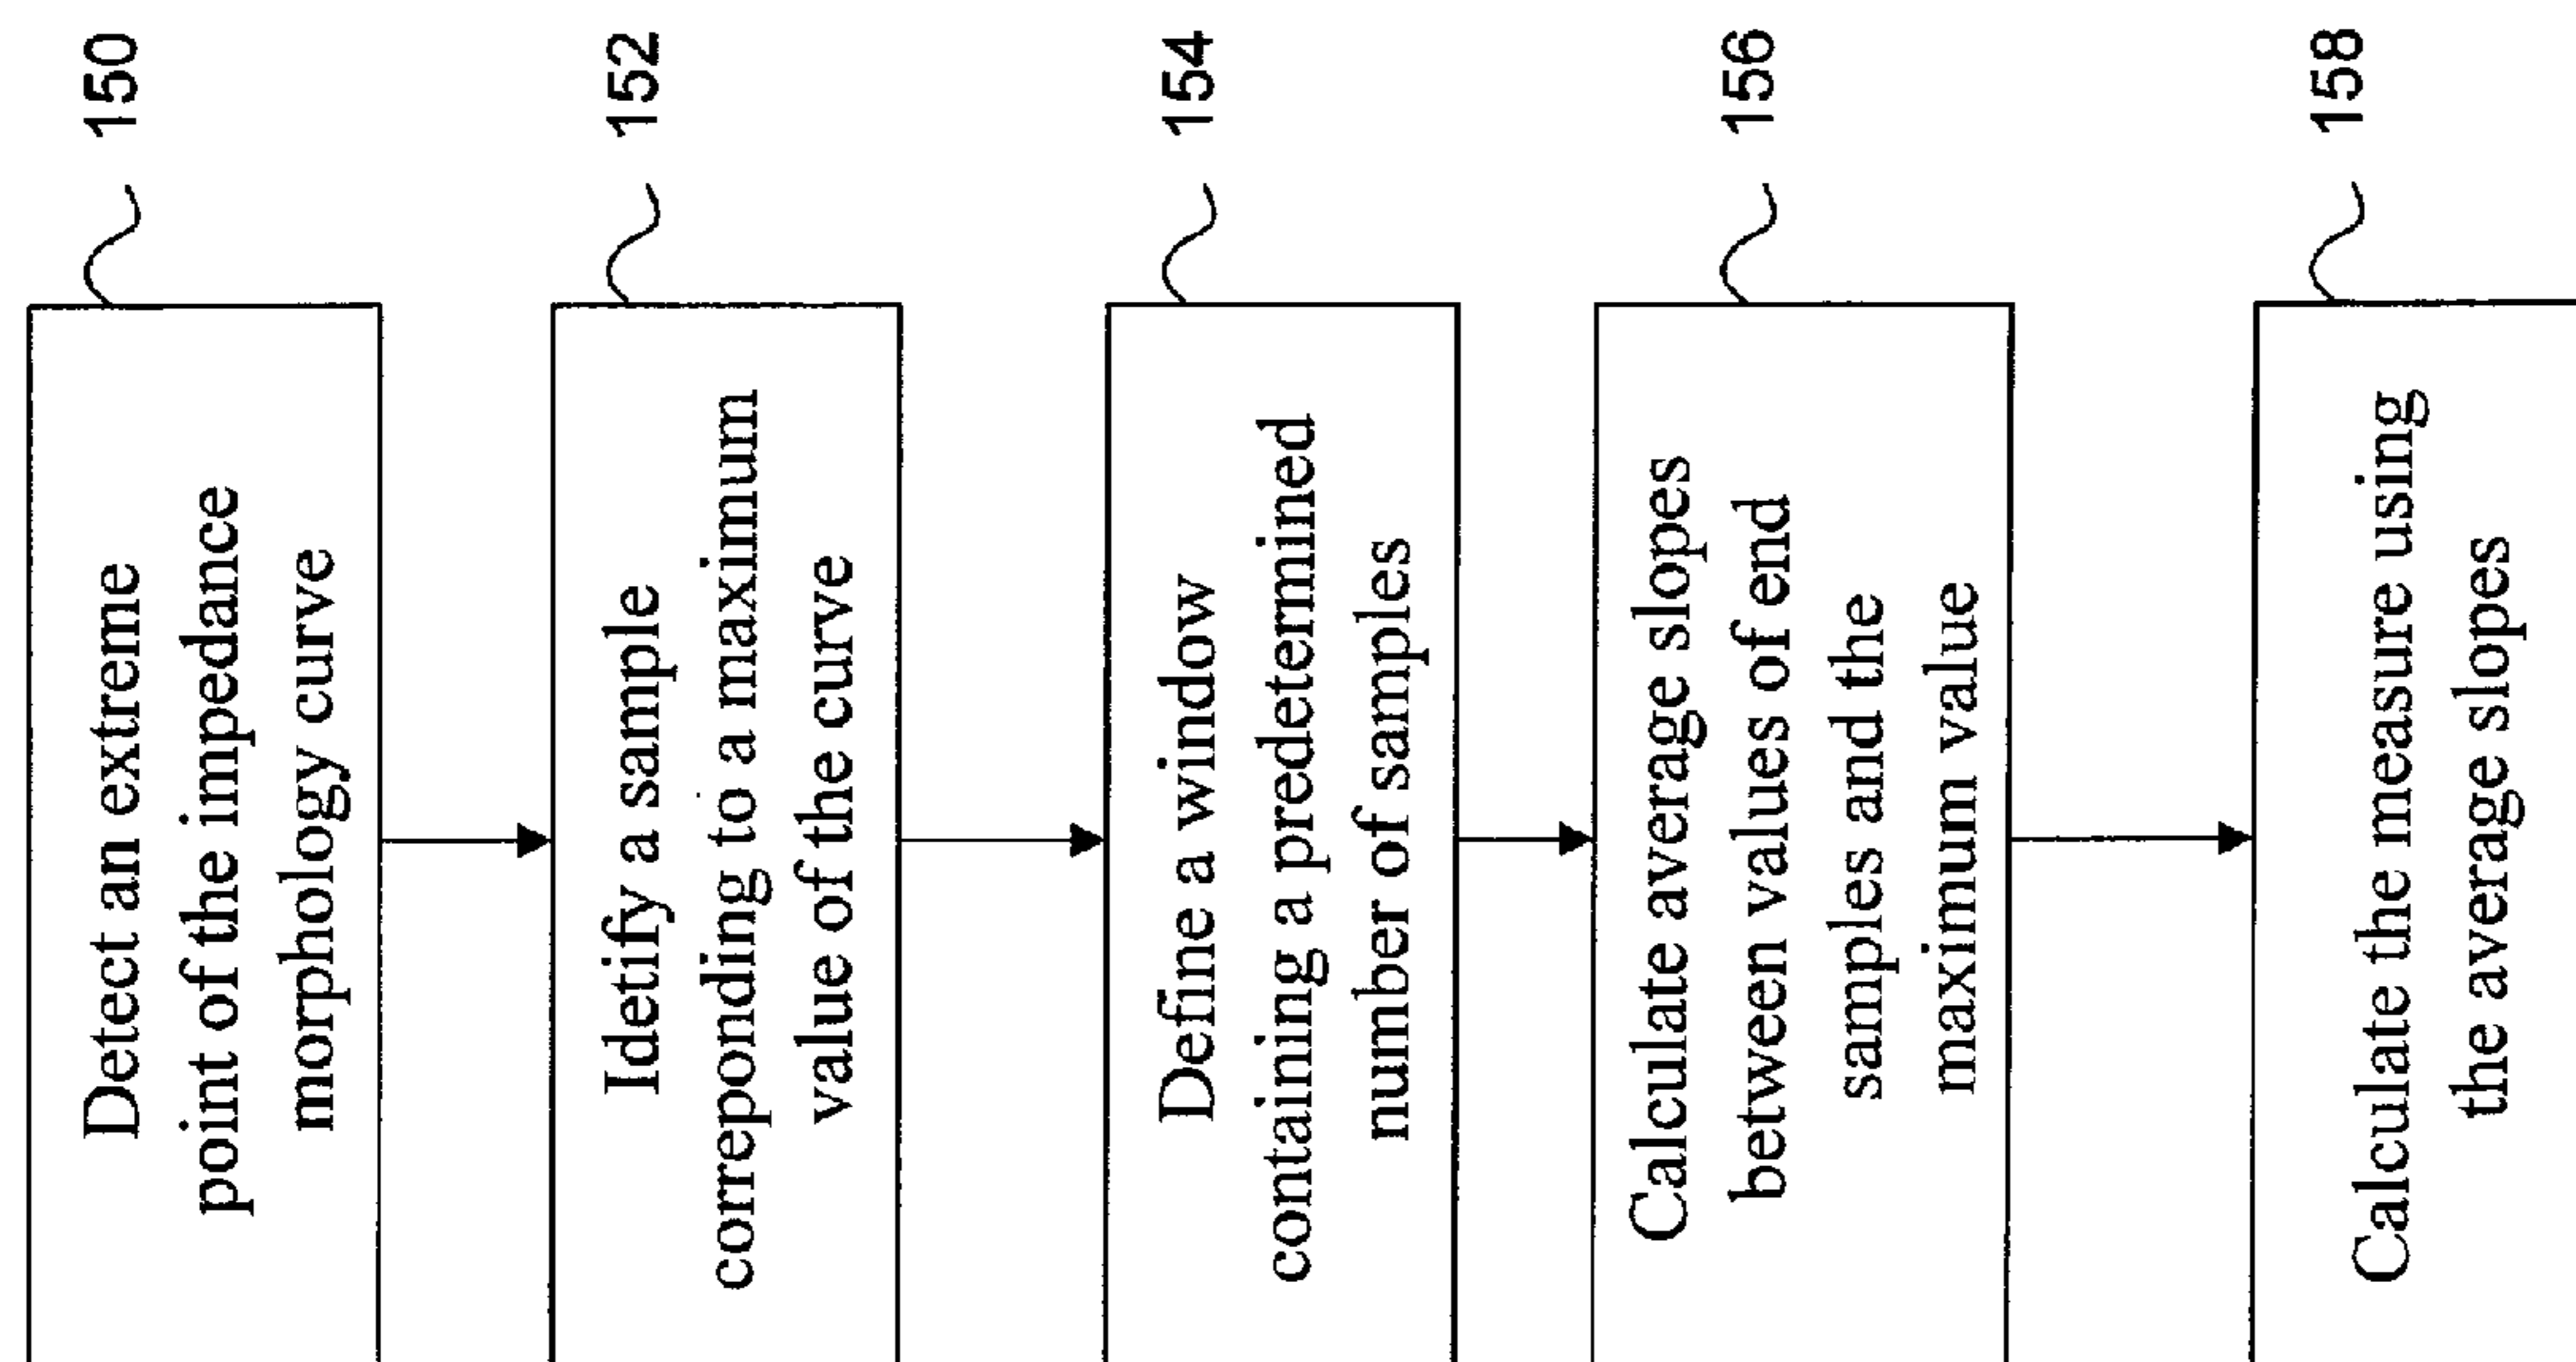 Detect an extreme
point of the impedance
morphology curve
150
Idetify a sample
correponding to a maximum
value of the curve
152
Define a window
containing a predetermined
number of samples
154
Calculate average slopes
between values of end
samples and the
maximum value
156
Calculate the measure using
the average slopes
158